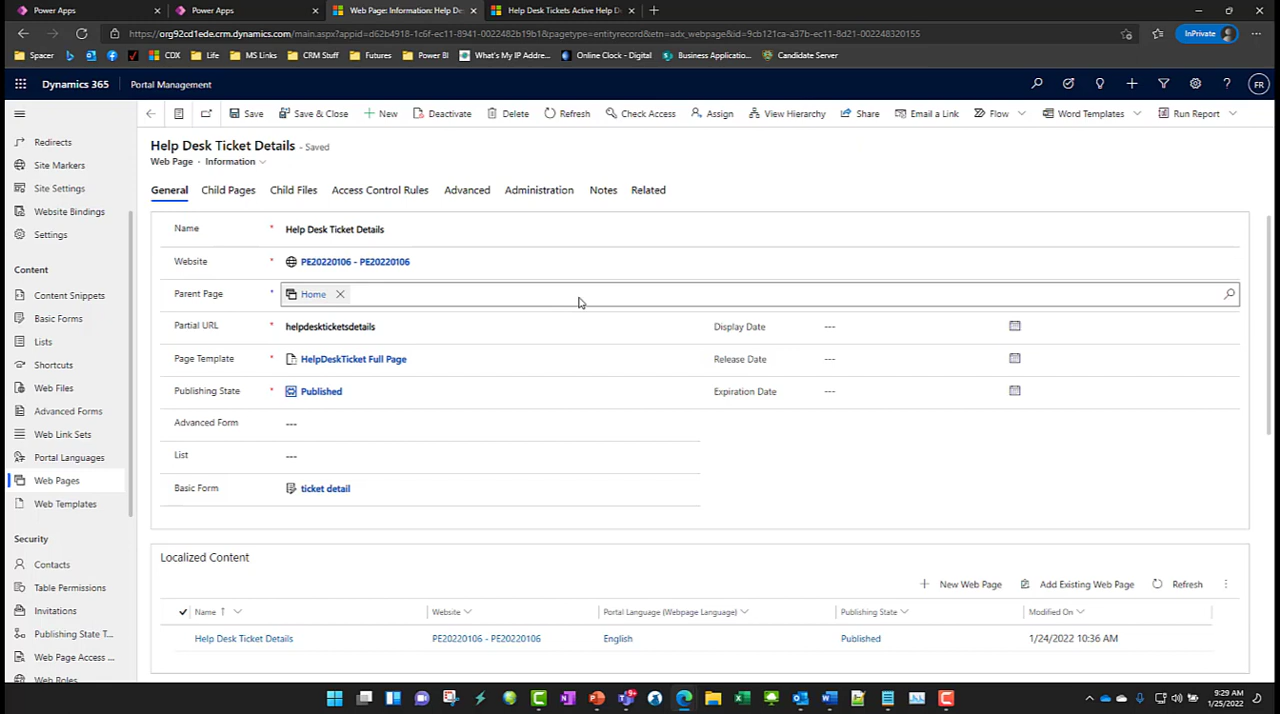 Power Apps
Power Apps
Web Page: Information: Help De
Help Desk Tickets Active Help D
https://org92cd1ede.crm.dynamics.com/main.aspx?appid=d62b4918-1c6f-ec11-8941-0022482b19b1&pagetype=entityrecord&etn=adx_webpage&id=9cb121ca-a37b-ec11-8d21-002248320155
InPrivate
Spacer
CDX
Life
MS Links
CRM Stuff
Futures
Power BI
What's My IP Addre...
Online Clock - Digital
Business Applicatio...
Candidate Server
Dynamics 365
Portal Management
FR
Save
Save & Close
New
Deactivate
Delete
Refresh
Check Access
Assign
View Hierarchy
Share
Email a Link
Flow
Word Templates
Run Report
Redirects
Site Markers
Site Settings
Website Bindings
Settings
Content
Content Snippets
Basic Forms
Lists
Shortcuts
Web Files
Advanced Forms
Web Link Sets
Portal Languages
Web Pages
Web Templates
Security
Contacts
Table Permissions
Invitations
Publishing State T...
Web Page Access ...
Web Roles
Help Desk Ticket Details - Saved
Web Page · Information
General
Child Pages
Child Files
Access Control Rules
Advanced
Administration
Notes
Related
Name * Help Desk Ticket Details
Website * PE20220106 - PE20220106
Parent Page * Home
Partial URL * helpdeskticketsdetails
Display Date ---
Page Template * HelpDeskTicket Full Page
Release Date ---
Publishing State * Published
Expiration Date ---
Advanced Form ---
List ---
Basic Form ticket detail
Localized Content
New Web Page
Add Existing Web Page
Refresh
Name
Website
Portal Language (Webpage Language)
Publishing State
Modified On
Help Desk Ticket Details
PE20220106 - PE20220106
English
Published
1/24/2022 10:36 AM
9:29 AM
1/25/2022